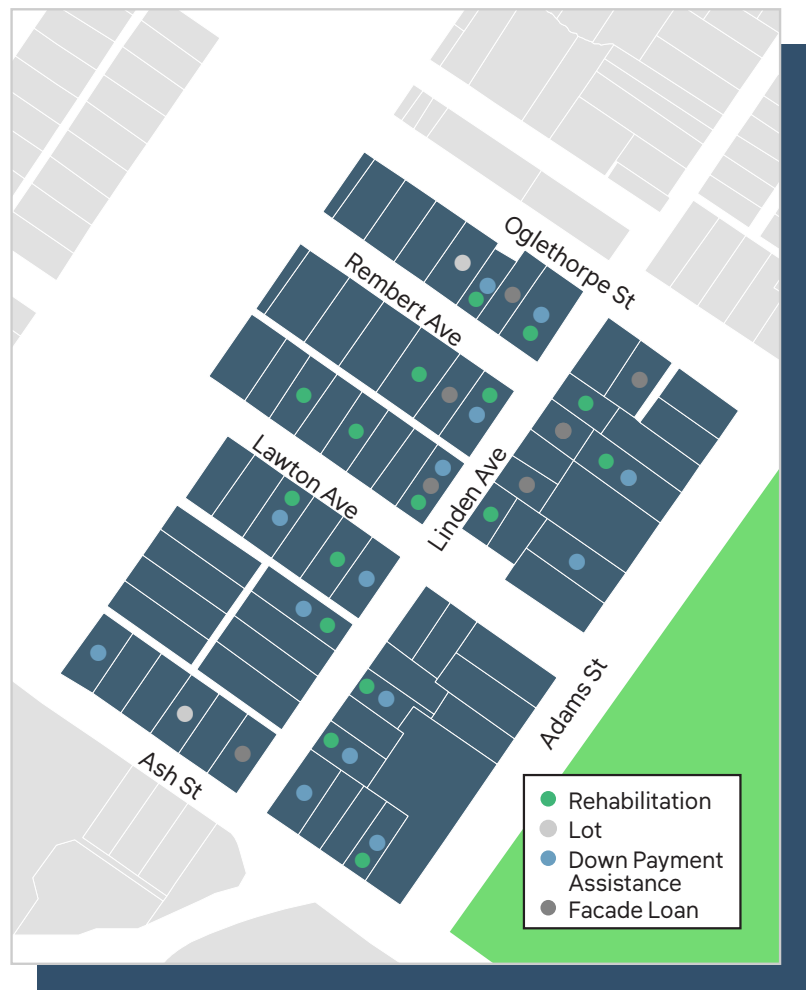 Oglethorpe St
Rembert Ave
Lawton Ave
Linden Ave
Adams St
Ash St
Rehabilitation
Lot
Down Payment
Assistance
Facade Loan